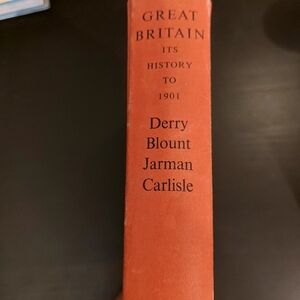 GREAT
BRITAIN
ITS
HISTORY
TO
1901
Derry
Blount
Jarman
Carlisle